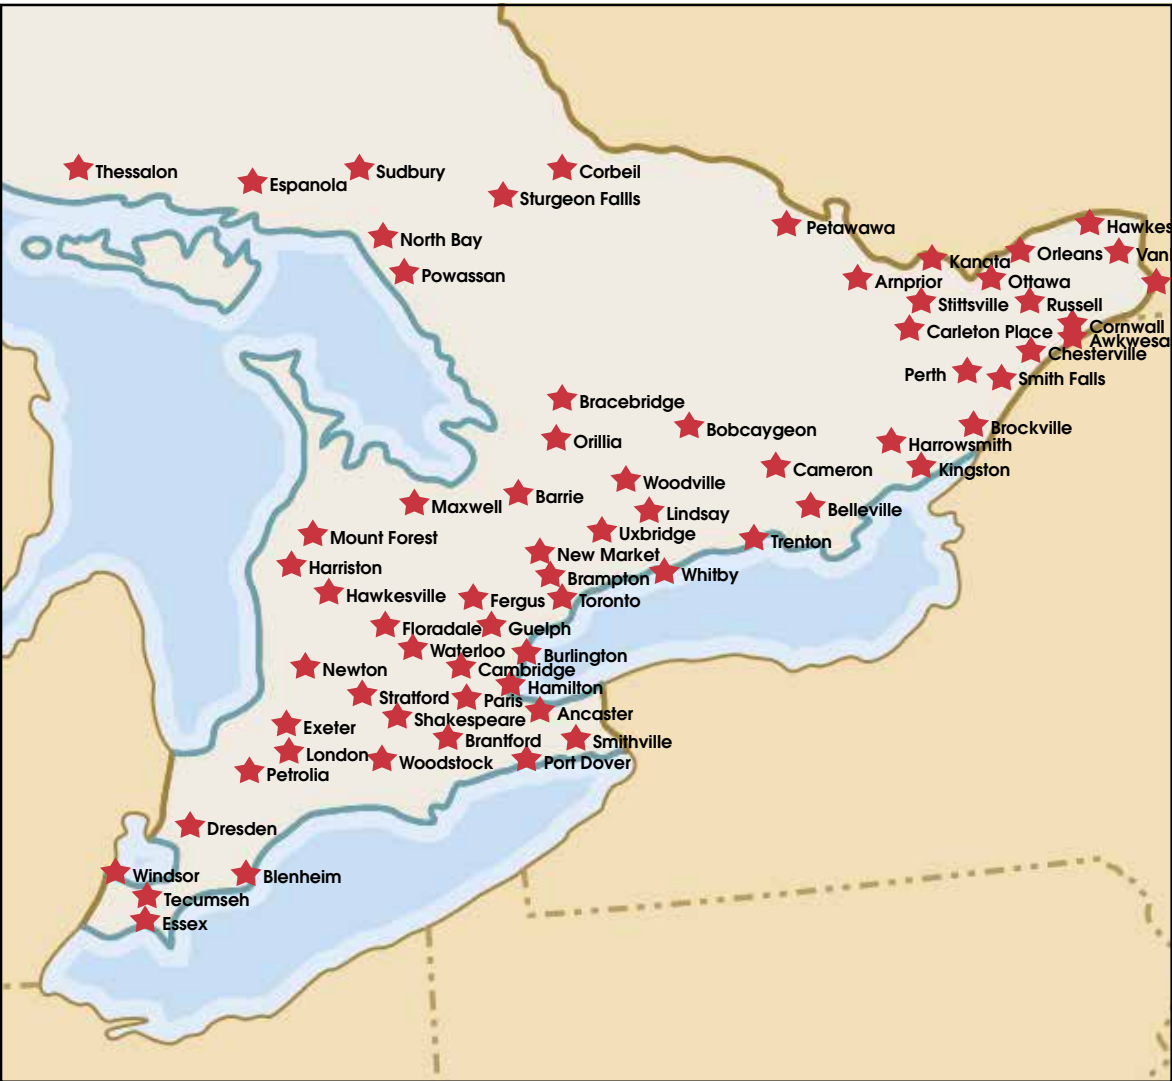 Thessalon
Espanola
Sudbury
Corbeil
Sturgeon Fallls
North Bay
Powassan
Petawawa
Hawkes
Kanata
Orleans
Van
Arnprior
Ottawa
Stittsville
Russell
Carleton Place
Cornwall
Awkwesa
Chesterville
Perth
Smith Falls
Bracebridge
Orillia
Bobcaygeon
Brockville
Harrowsmith
Cameron
Kingston
Woodville
Barrie
Maxwell
Lindsay
Belleville
Uxbridge
Mount Forest
Trenton
New Market
Harriston
Brampton
Whitby
Hawkesville
Fergus
Toronto
Floradale
Guelph
Waterloo
Burlington
Newton
Cambridge
Hamilton
Stratford
Paris
Shakespeare
Ancaster
Exeter
Brantford
Smithville
London
Woodstock
Port Dover
Petrolia
Dresden
Windsor
Blenheim
Tecumseh
Essex